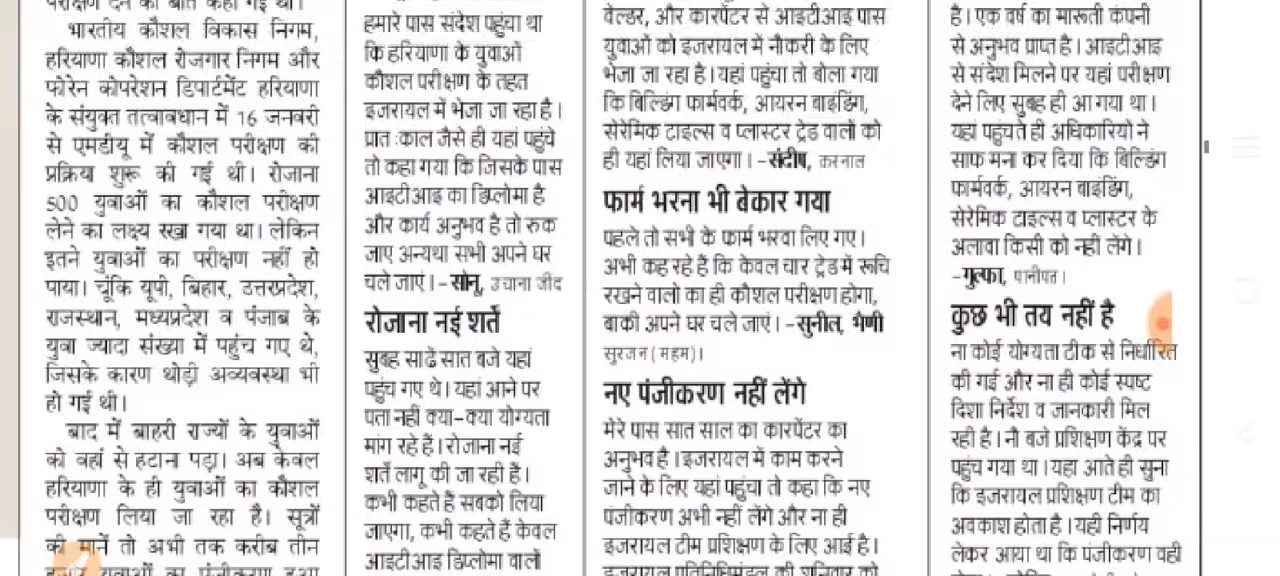 परीक्षण देने की बात कही गई थी।
भारतीय कौशल विकास निगम,
हरियाणा कौशल रोजगार निगम और
फोरेन कोपरेशन डिपार्टमेंट हरियाणा
के संयुक्त तत्वावधान में 16 जनवरी
से एमडीयू में कौशल परीक्षण की
प्रक्रिया शुरू की गई थी। रोजाना
500 युवाओं का कौशल परीक्षण
लेने का लक्ष्य रखा गया था। लेकिन
इतने युवाओं का परीक्षण नहीं हो
पाया। चूंकि यूपी, बिहार, उत्तरप्रदेश,
राजस्थान, मध्यप्रदेश व पंजाब के
युवा ज्यादा संख्या में पहुंच गए थे,
जिसके कारण थोड़ी अव्यवस्था भी
हो गई थी।
बाद में बाहरी राज्यों के युवाओं
को वहां से हटाना पड़ा। अब केवल
हरियाणा के ही युवाओं का कौशल
परीक्षण लिया जा रहा है। सूत्रों
की मानें तो अभी तक करीब तीन
हमारे पास संदेश पहुंचा था
कि हरियाणा के युवाओं
कौशल परीक्षण के तहत
इजरायल में भेजा जा रहा है।
प्रात :काल जैसे ही यहां पहुंचे
तो कहा गया कि जिसके पास
आइटीआइ का डिप्लोमा है
और कार्य अनुभव है तो रुक
जाए अन्यथा सभी अपने घर
चले जाएं। -सोनू, उचाना जींद
रोजाना नई शर्तें
सुबह साढ़ें सात बजे यहां
पहुंच गए थे। यहां आने पर
पता नहीं क्या-क्या योग्यता
मांग रहे हैं। रोजाना नई
शर्तें लागू की जा रही हैं।
कभी कहते हैं सबको लिया
जाएगा, कभी कहते हैं केवल
आइटीआइ डिप्लोमा वालों
वेल्डर, और कारपेंटर से आइटीआइ पास
युवाओं को इजरायल में नौकरी के लिए
भेजा जा रहा है। यहां पहुंचा तो बोला गया
कि बिल्डिंग फार्मवर्क, आयरन बाइंडिंग,
सेरेमिक टाइल्स व प्लास्टर ट्रेड वालों को
ही यहां लिया जाएगा। -संदीप, करनाल
फार्म भरना भी बेकार गया
पहले तो सभी के फार्म भरवा लिए गए।
अभी कह रहे हैं कि केवल चार ट्रेड में रूचि
रखने वालों का ही कौशल परीक्षण होगा,
बाकी अपने घर चले जाएं। -सुनील, भैणी
सुरजन (महम)।
नए पंजीकरण नहीं लेंगे
मेरे पास सात साल का कारपेंटर का
अनुभव है। इजरायल में काम करने
जाने के लिए यहां पहुंचा तो कहा कि नए
पंजीकरण अभी नहीं लेंगे और ना ही
इजरायल टीम प्रशिक्षण के लिए आई है।
इजरायल प्रतिनिधिमंडल की शनिवार को
है। एक वर्ष का मारूती कंपनी
से अनुभव प्राप्त है। आइटीआइ
से संदेश मिलने पर यहां परीक्षण
देने लिए सुबह ही आ गया था।
यहां पहुंचते ही अधिकारियो ने
साफ मना कर दिया कि बिल्डिंग
फार्मवर्क, आयरन बाइंडिंग,
सेरेमिक टाइल्स व प्लास्टर के
अलावा किसी को नहीं लेंगे।
-गुल्फा, पानीपत।
कुछ भी तय नहीं है
ना कोई योग्यता टीक से निर्धारित
की गई और ना ही कोई स्पष्ट
दिशा निर्देश व जानकारी मिल
रही है। नौ बजे प्रशिक्षण केंद्र पर
पहुंच गया था। यहा आते ही सुना
कि इजरायल प्रशिक्षण टीम का
अवकाश होता है। यही निर्णय
लेकर आया था कि पंजीकरण वही